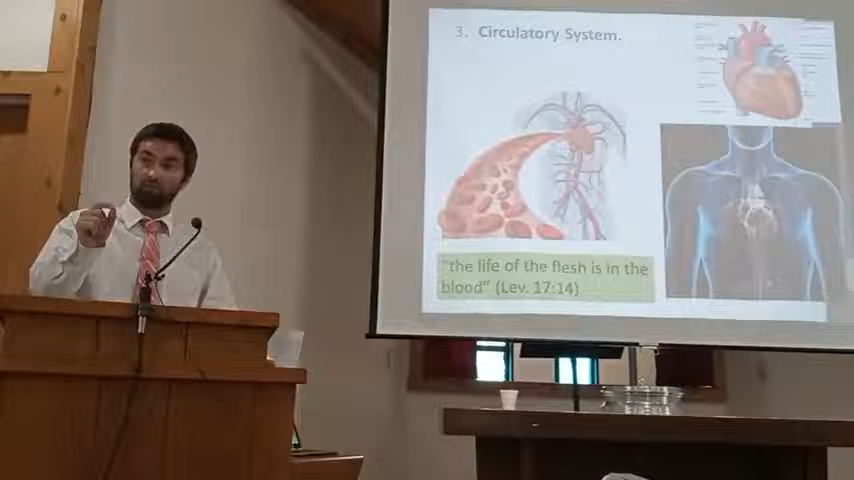 3. Circulatory System.
"the life of the flesh is in the
blood" (Lev. 17:14)